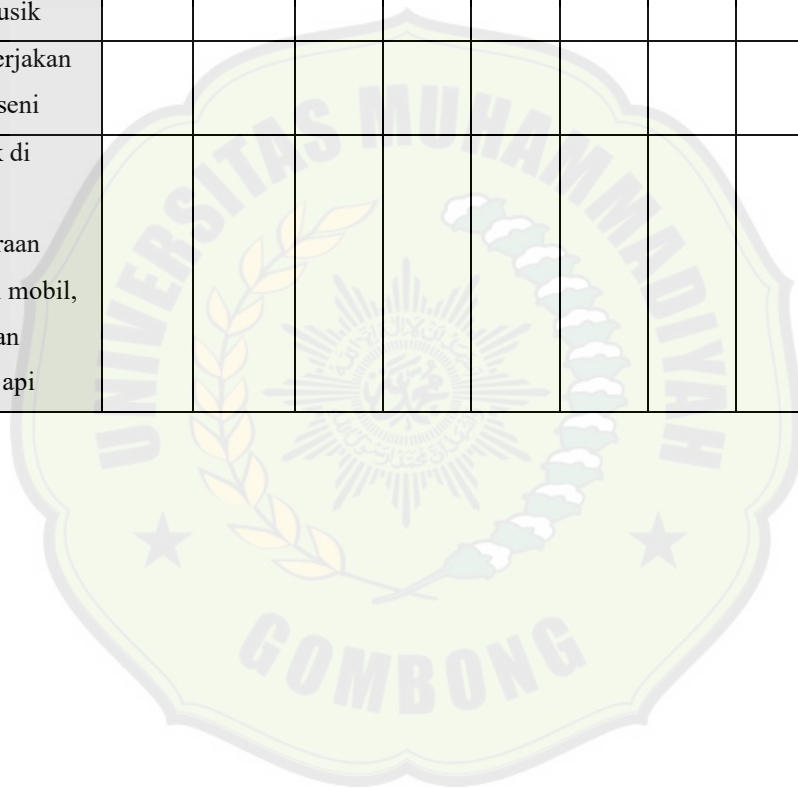 usik
erjakan
seni
k di
raan
mobil,
an
api
UNIVERSITAS MUHAMMADIYAH
GOMBONG